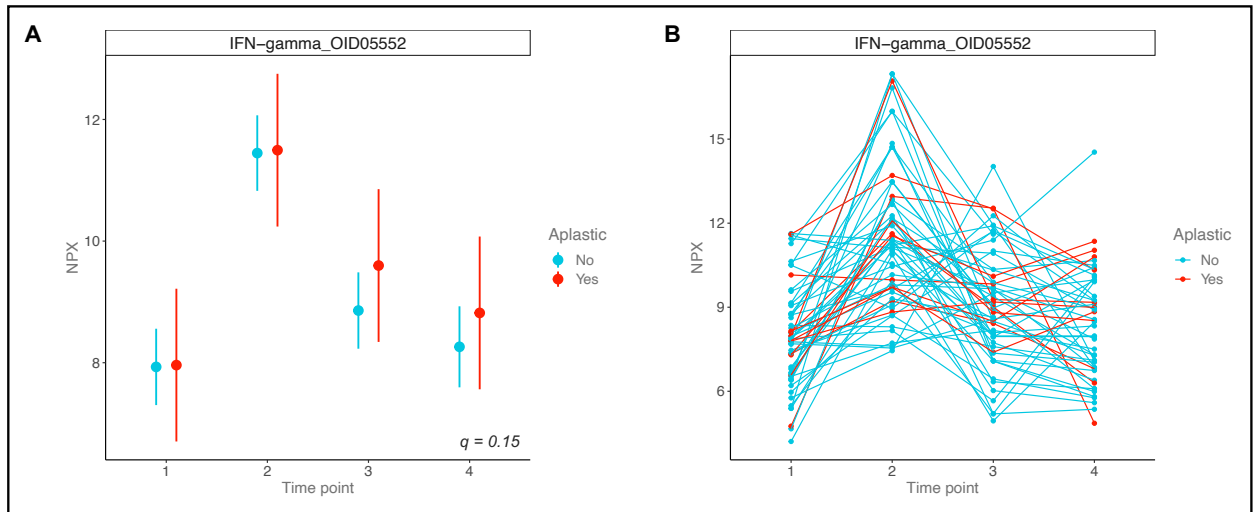 A
IFN-gamma_OID05552
NPX
12
10
8
1
2
3
4
Time point
q = 0.15
Aplastic
No
Yes
B
IFN-gamma_OID05552
NPX
15
12
9
6
1
2
3
4
Time point
Aplastic
No
Yes